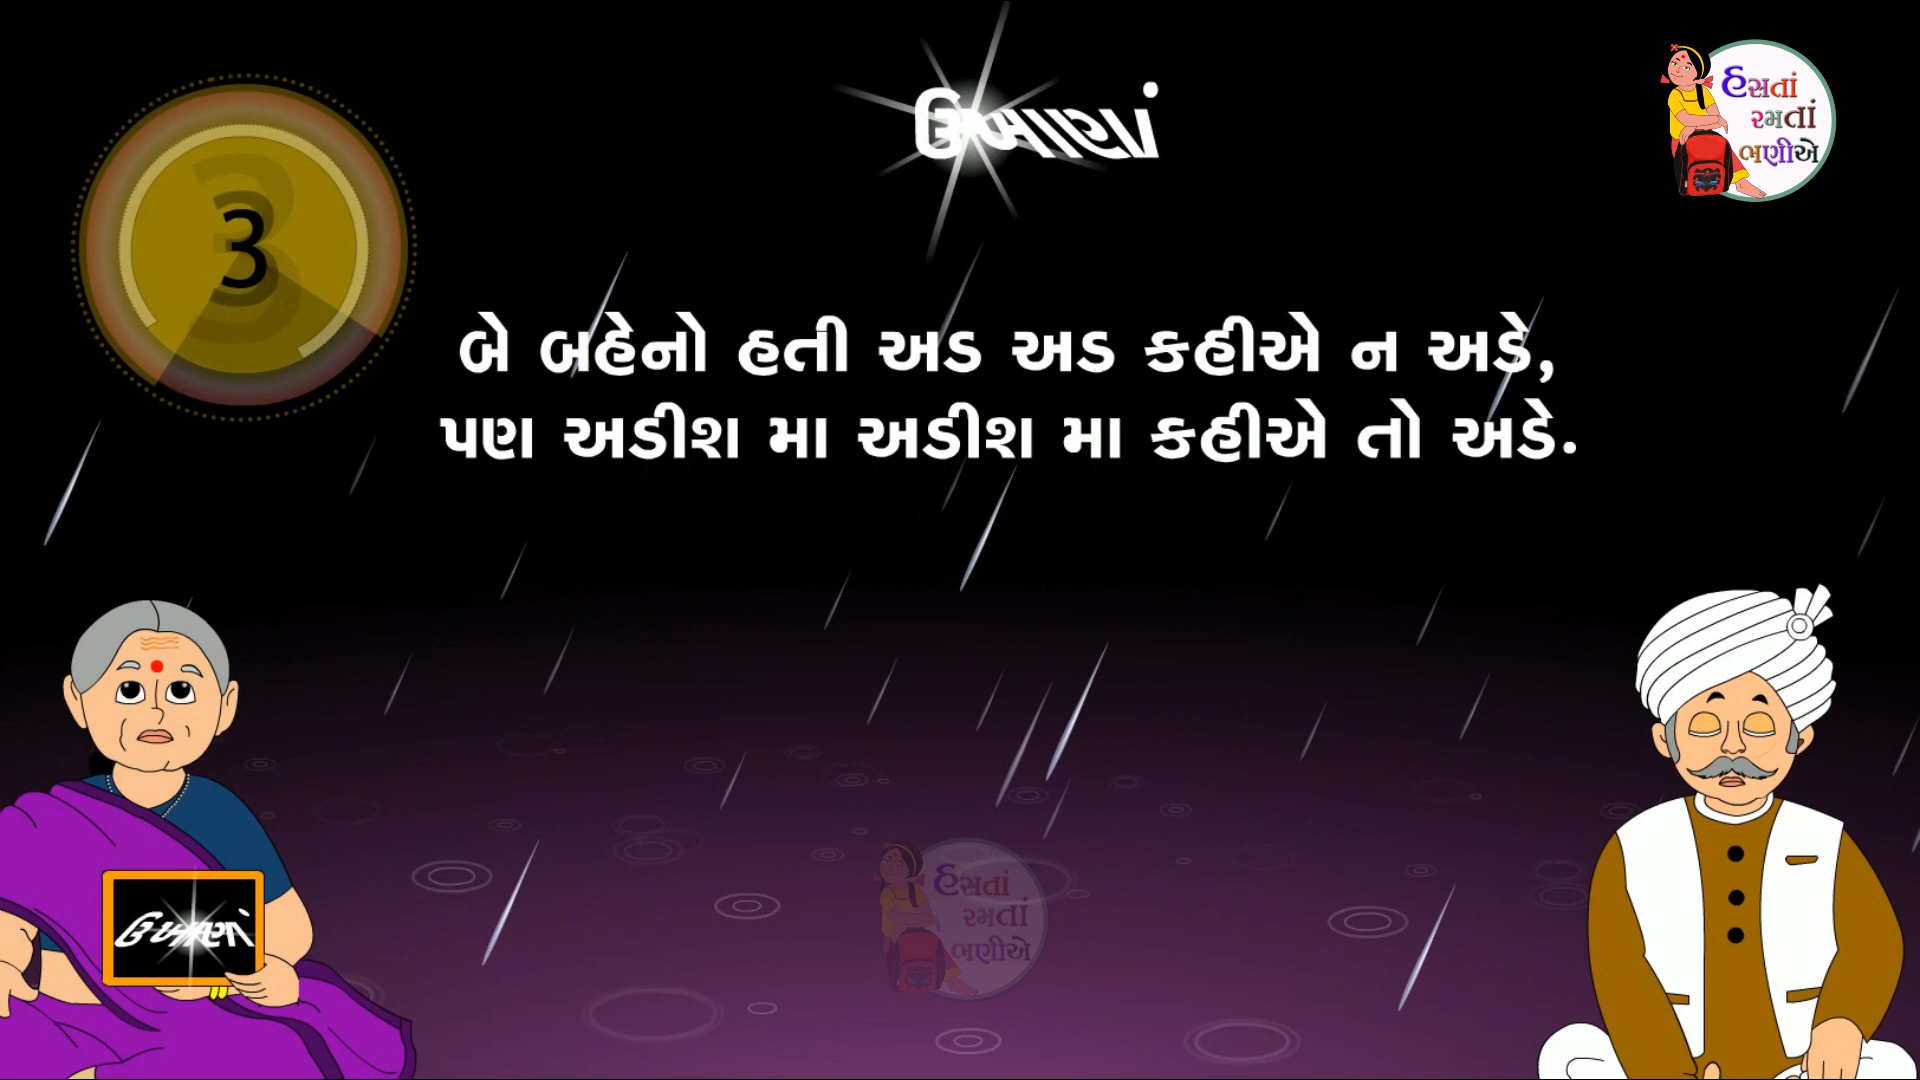 ઉખાણાં
હસતાં
રમતાં
ભણીએ
3
બે બહેનો હતી અડ અડ કહીએ ન અડે,
પણ અડીશ મા અડીશ મા કહીએ તો અડે.
ઉખાણાં
હસતાં
રમતાં
ભણીએ